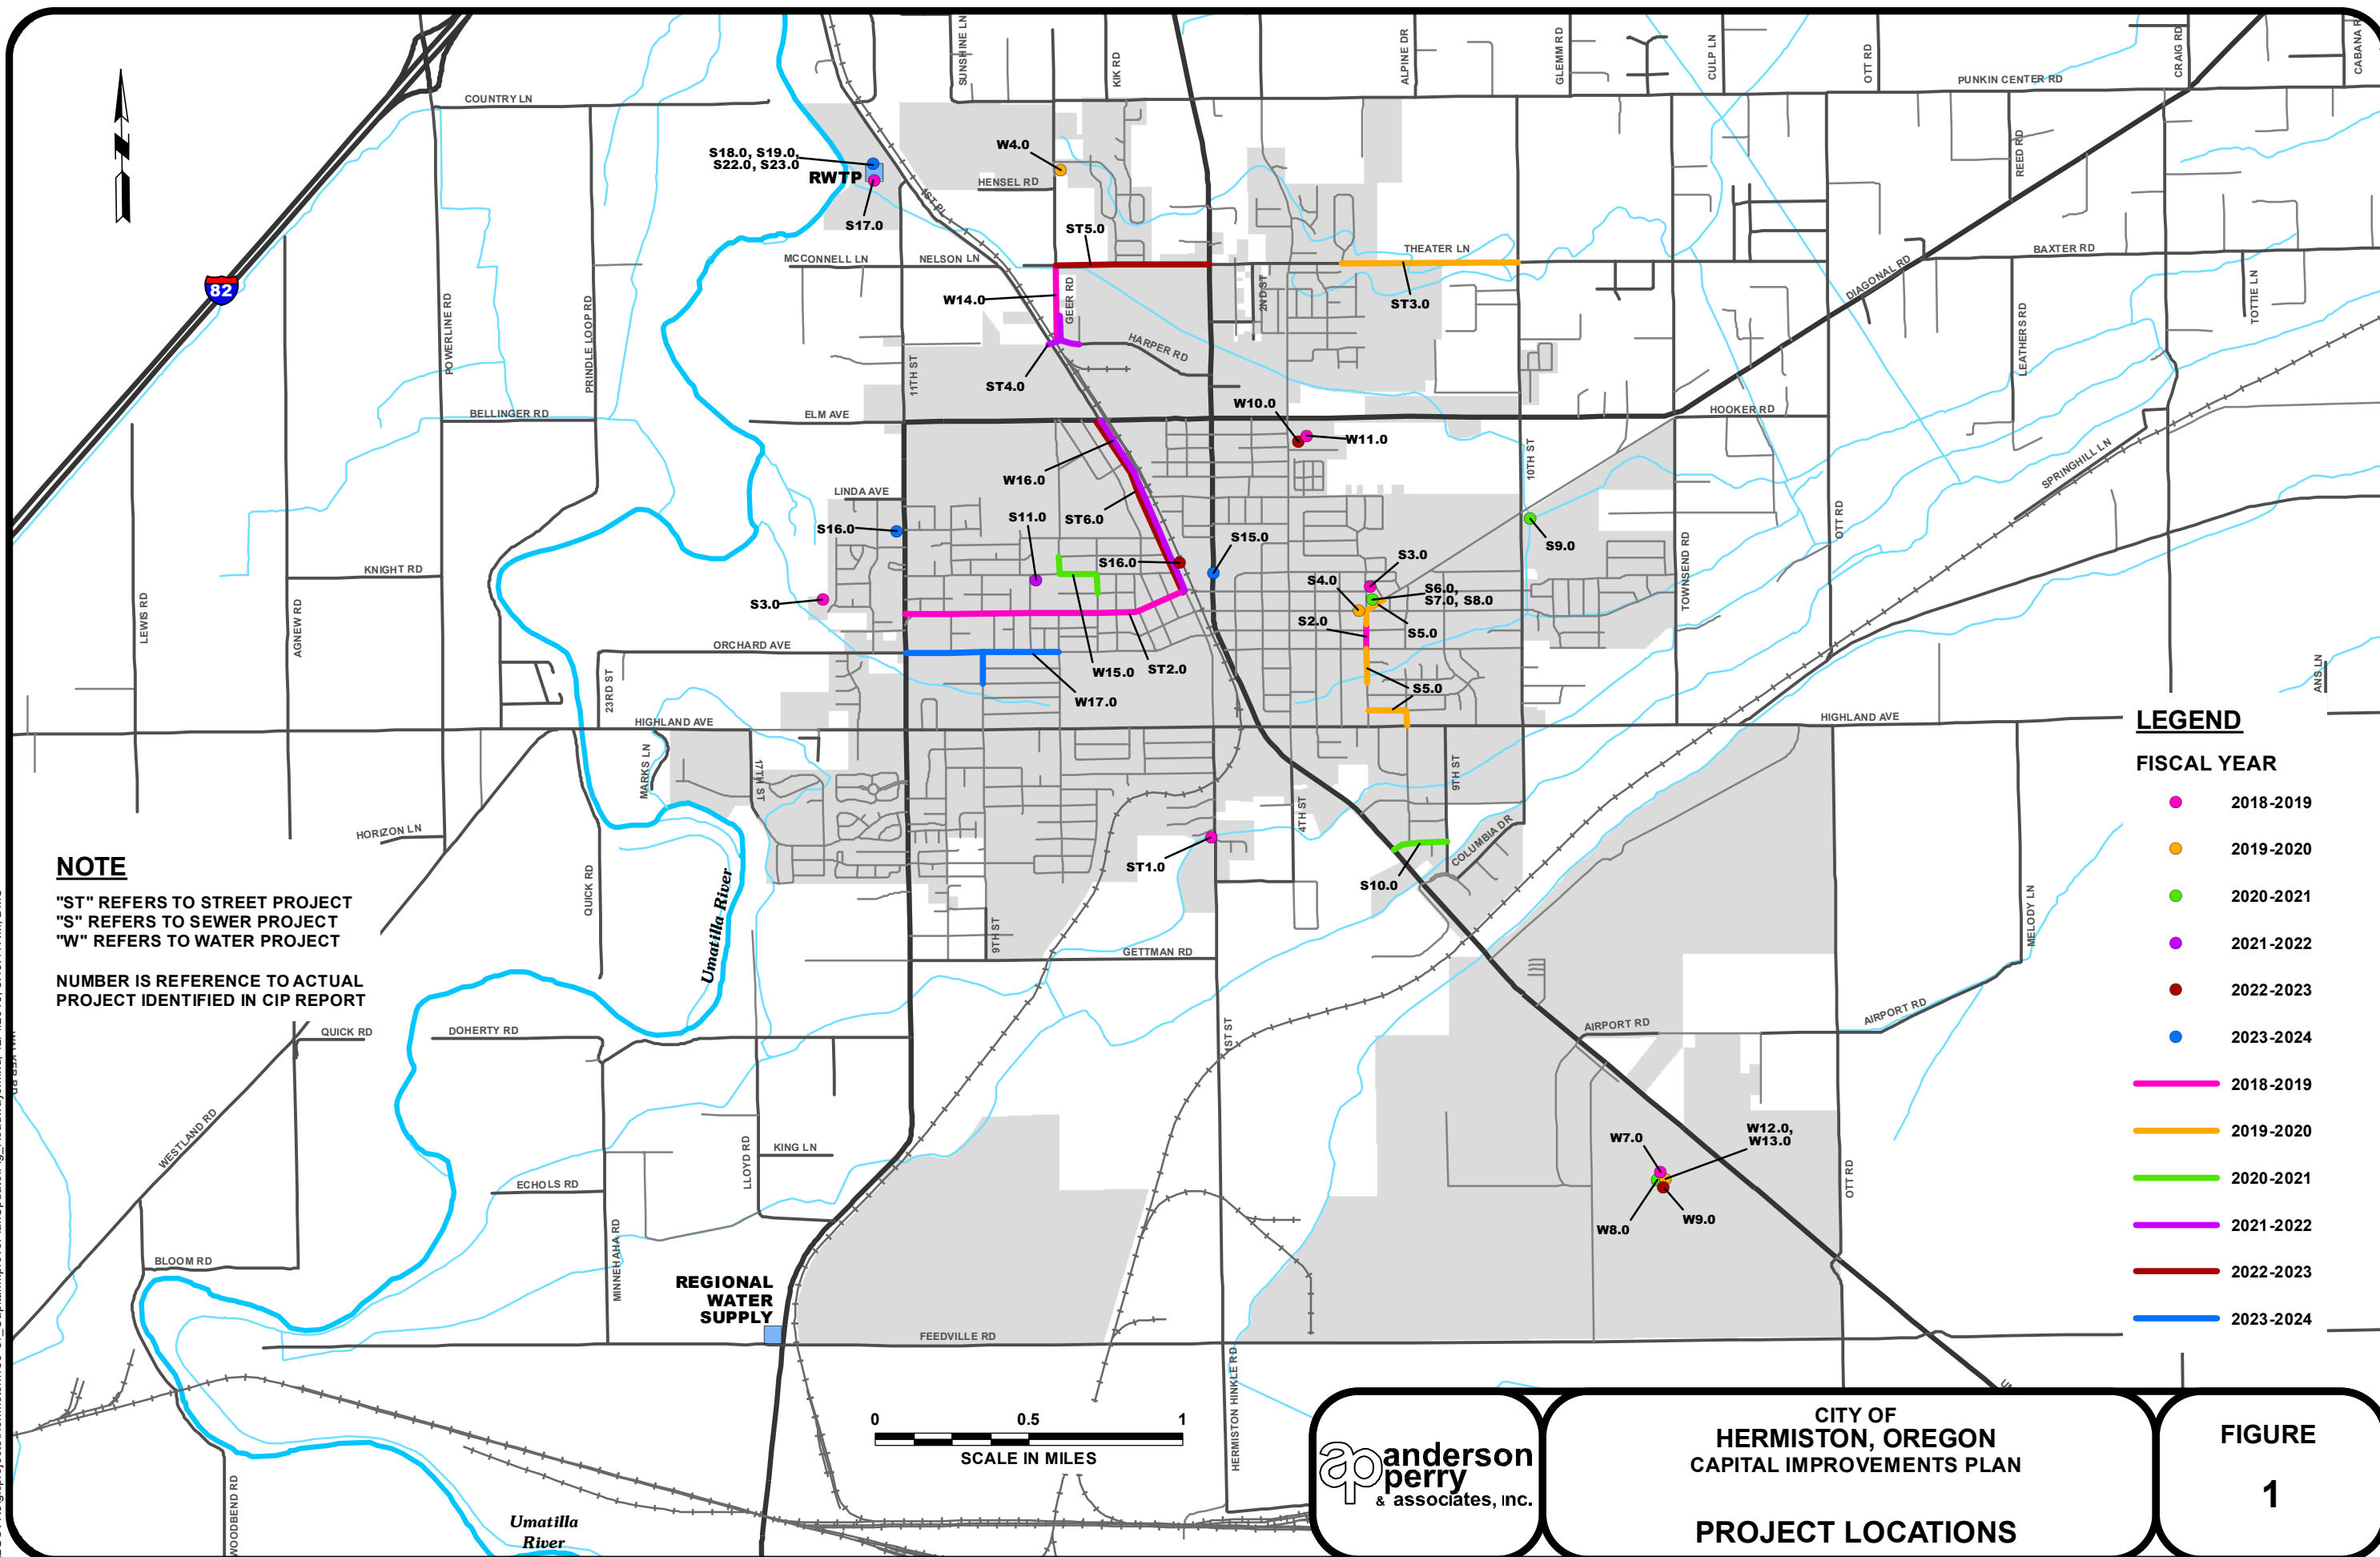 SUNSHINE LN
KIK RD
ALPINE DR
GLEMM RD
CULP LN
OTT RD
CRAIG RD
CABANA R
PUNKIN CENTER RD
COUNTRY LN
REED RD
S18.0, S19.0,
S22.0, S23.0
RWTP
S17.0
W4.0
HENSEL RD
1ST PL
ST5.0
MCCONNELL LN
NELSON LN
THEATER LN
BAXTER RD
82
POWERLINE RD
PRINDLE LOOP RD
W14.0
GEER RD
2ND ST
ST3.0
DIAGONAL RD
TOTTIE LN
LEATHERS RD
HARPER RD
ST4.0
11TH ST
BELLINGER RD
ELM AVE
W10.0
W11.0
HOOKER RD
10TH ST
SPRINGHILL LN
W16.0
LINDA AVE
S11.0
ST6.0
S16.0
S15.0
S9.0
OTT RD
KNIGHT RD
S16.0
S3.0
S4.0
S6.0,
S7.0, S8.0
TOWNSEND RD
S3.0
S2.0
S5.0
LEWIS RD
AGNEW RD
ORCHARD AVE
W15.0
ST2.0
W17.0
S5.0
23RD ST
ANS LN
HIGHLAND AVE
HIGHLAND AVE
MARKS LN
17TH ST
9TH ST
4TH ST
COLUMBIA DR
HORIZON LN
ST1.0
S10.0
QUICK RD
Umatilla River
9TH ST
GETTMAN RD
MELODY LN
NOTE
"ST" REFERS TO STREET PROJECT
"S" REFERS TO SEWER PROJECT
"W" REFERS TO WATER PROJECT
NUMBER IS REFERENCE TO ACTUAL
PROJECT IDENTIFIED IN CIP REPORT
LEGEND
FISCAL YEAR
2018-2019
2019-2020
2020-2021
2021-2022
2022-2023
2023-2024
2018-2019
2019-2020
2020-2021
2021-2022
2022-2023
2023-2024
QUICK RD
DOHERTY RD
1ST ST
AIRPORT RD
AIRPORT RD
WESTLAND RD
LLOYD RD
KING LN
ECHOLS RD
MINNEHAHA RD
W7.0
W12.0,
W13.0
W8.0
W9.0
OTT RD
BLOOM RD
REGIONAL
WATER
SUPPLY
FEEDVILLE RD
HERMISTON HINKLE RD
0 0.5 1
SCALE IN MILES
WOODBEND RD
Umatilla
River
anderson
perry
& associates, inc.
CITY OF
HERMISTON, OREGON
CAPITAL IMPROVEMENTS PLAN
PROJECT LOCATIONS
FIGURE
1